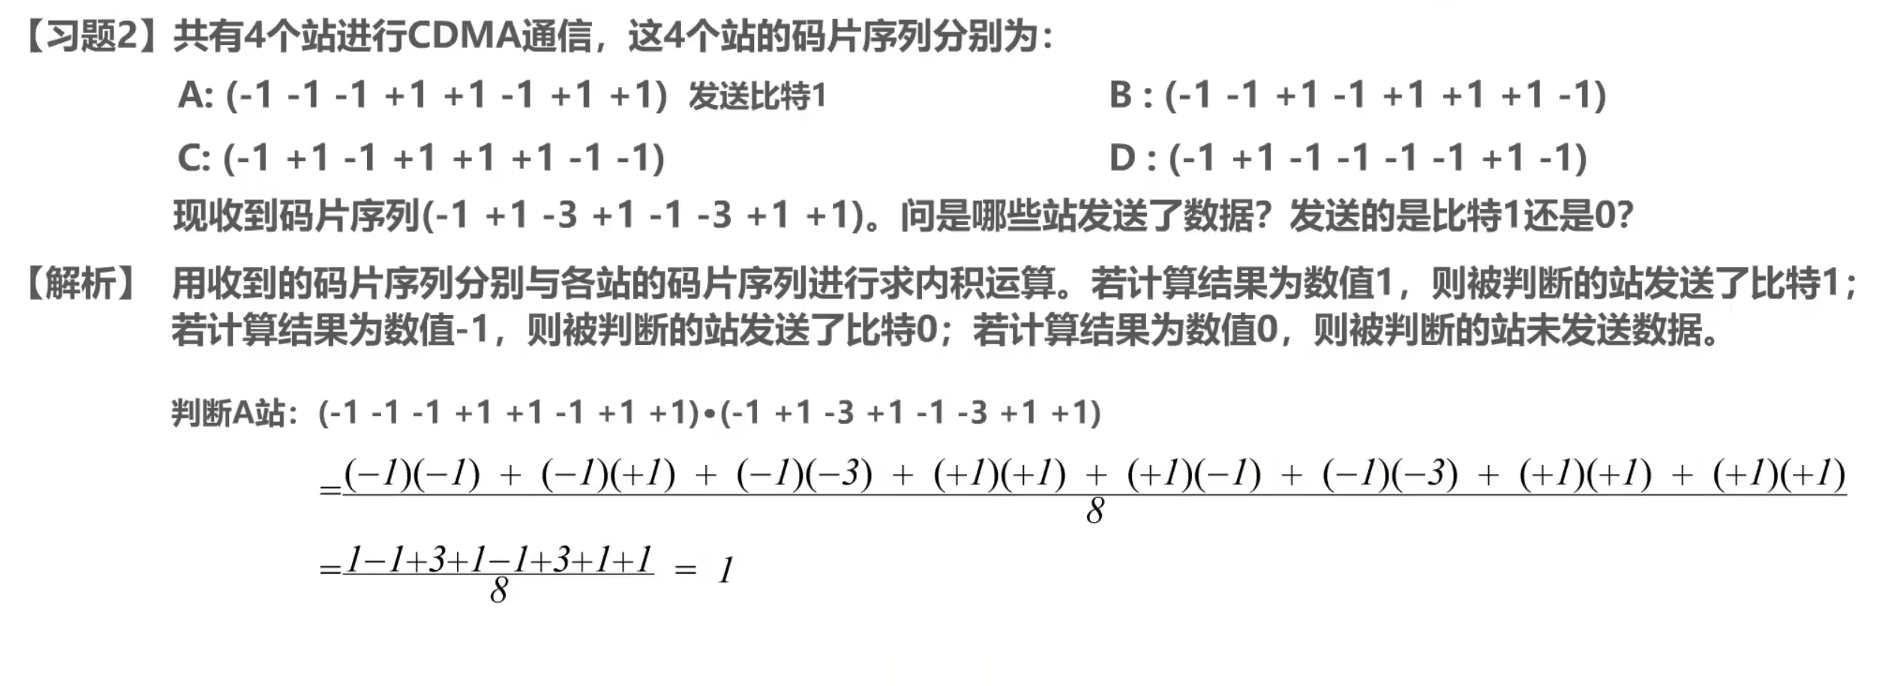 【习题2】共有4个站进行CDMA通信，这4个站的码片序列分别为：
A: (-1 -1 -1 +1 +1 -1 +1 +1) 发送比特1 B : (-1 -1 +1 -1 +1 +1 +1 -1)
C: (-1 +1 -1 +1 +1 +1 -1 -1) D : (-1 +1 -1 -1 -1 -1 +1 -1)
现收到码片序列(-1 +1 -3 +1 -1 -3 +1 +1)。问是哪些站发送了数据？发送的是比特1还是0？
【解析】 用收到的码片序列分别与各站的码片序列进行求内积运算。若计算结果为数值1，则被判断的站发送了比特1；
若计算结果为数值-1，则被判断的站发送了比特0；若计算结果为数值0，则被判断的站未发送数据。
判断A站：(-1 -1 -1 +1 +1 -1 +1 +1)•(-1 +1 -3 +1 -1 -3 +1 +1)
=(−1)(−1) + (−1)(+1) + (−1)(−3) + (+1)(+1) + (+1)(−1) + (−1)(−3) + (+1)(+1) + (+1)(+1)
8
=1−1+3+1−1+3+1+1 = 1
8